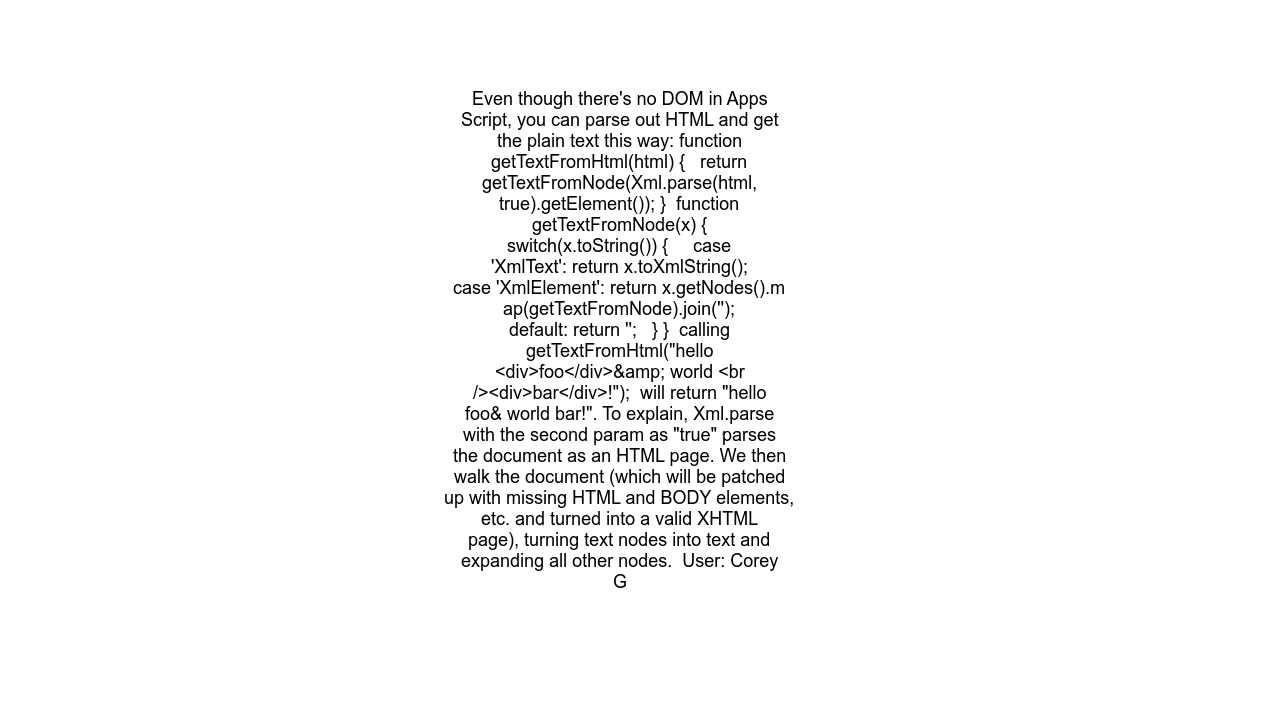 Even though there's no DOM in Apps
Script, you can parse out HTML and get
the plain text this way: function
getTextFromHtml(html) {   return
getTextFromNode(Xml.parse(html,
true).getElement()); }  function
getTextFromNode(x) {
switch(x.toString()) {     case
'XmlText': return x.toXmlString();
case 'XmlElement': return x.getNodes().m
ap(getTextFromNode).join('');
default: return '';   } }  calling
getTextFromHtml("hello
<div>foo</div>&amp; world <br
/><div>bar</div>!");  will return "hello
foo& world bar!". To explain, Xml.parse
with the second param as "true" parses
the document as an HTML page. We then
walk the document (which will be patched
up with missing HTML and BODY elements,
etc. and turned into a valid XHTML
page), turning text nodes into text and
expanding all other nodes.  User: Corey
G